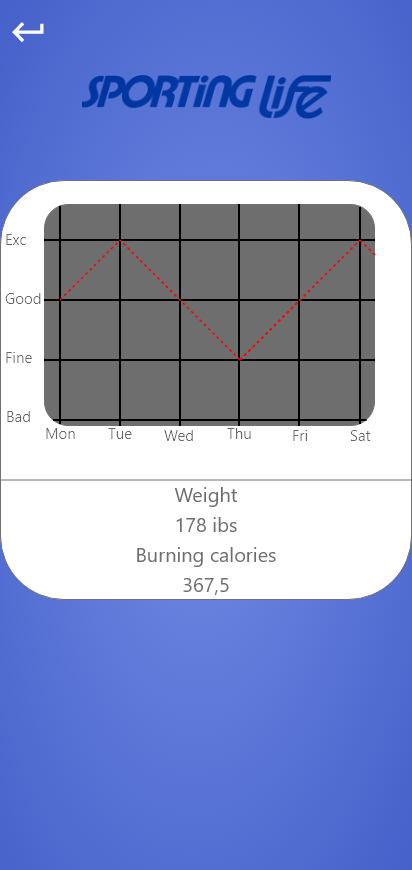 SPORTING life
Exc
Good
Fine
Bad
Mon Tue Wed Thu Fri Sat
Weight
178 ibs
Burning calories
367,5